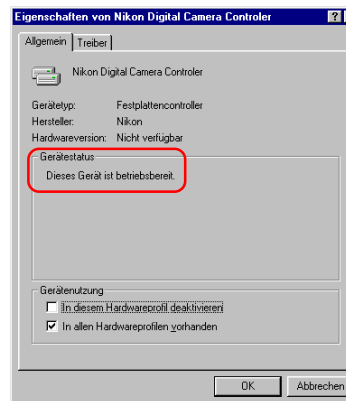 Eigenschaften von Nikon Digital Camera Controler ?
Allgemein Treiber
Nikon Digital Camera Controler
Gerätetyp: Festplattencontroller
Hersteller: Nikon
Hardwareversion: Nicht verfügbar
Gerätestatus
Dieses Gerät ist betriebsbereit.
Gerätenutzung
In diesem Hardwareprofil deaktivieren
In allen Hardwareprofilen vorhanden
OK Abbrechen